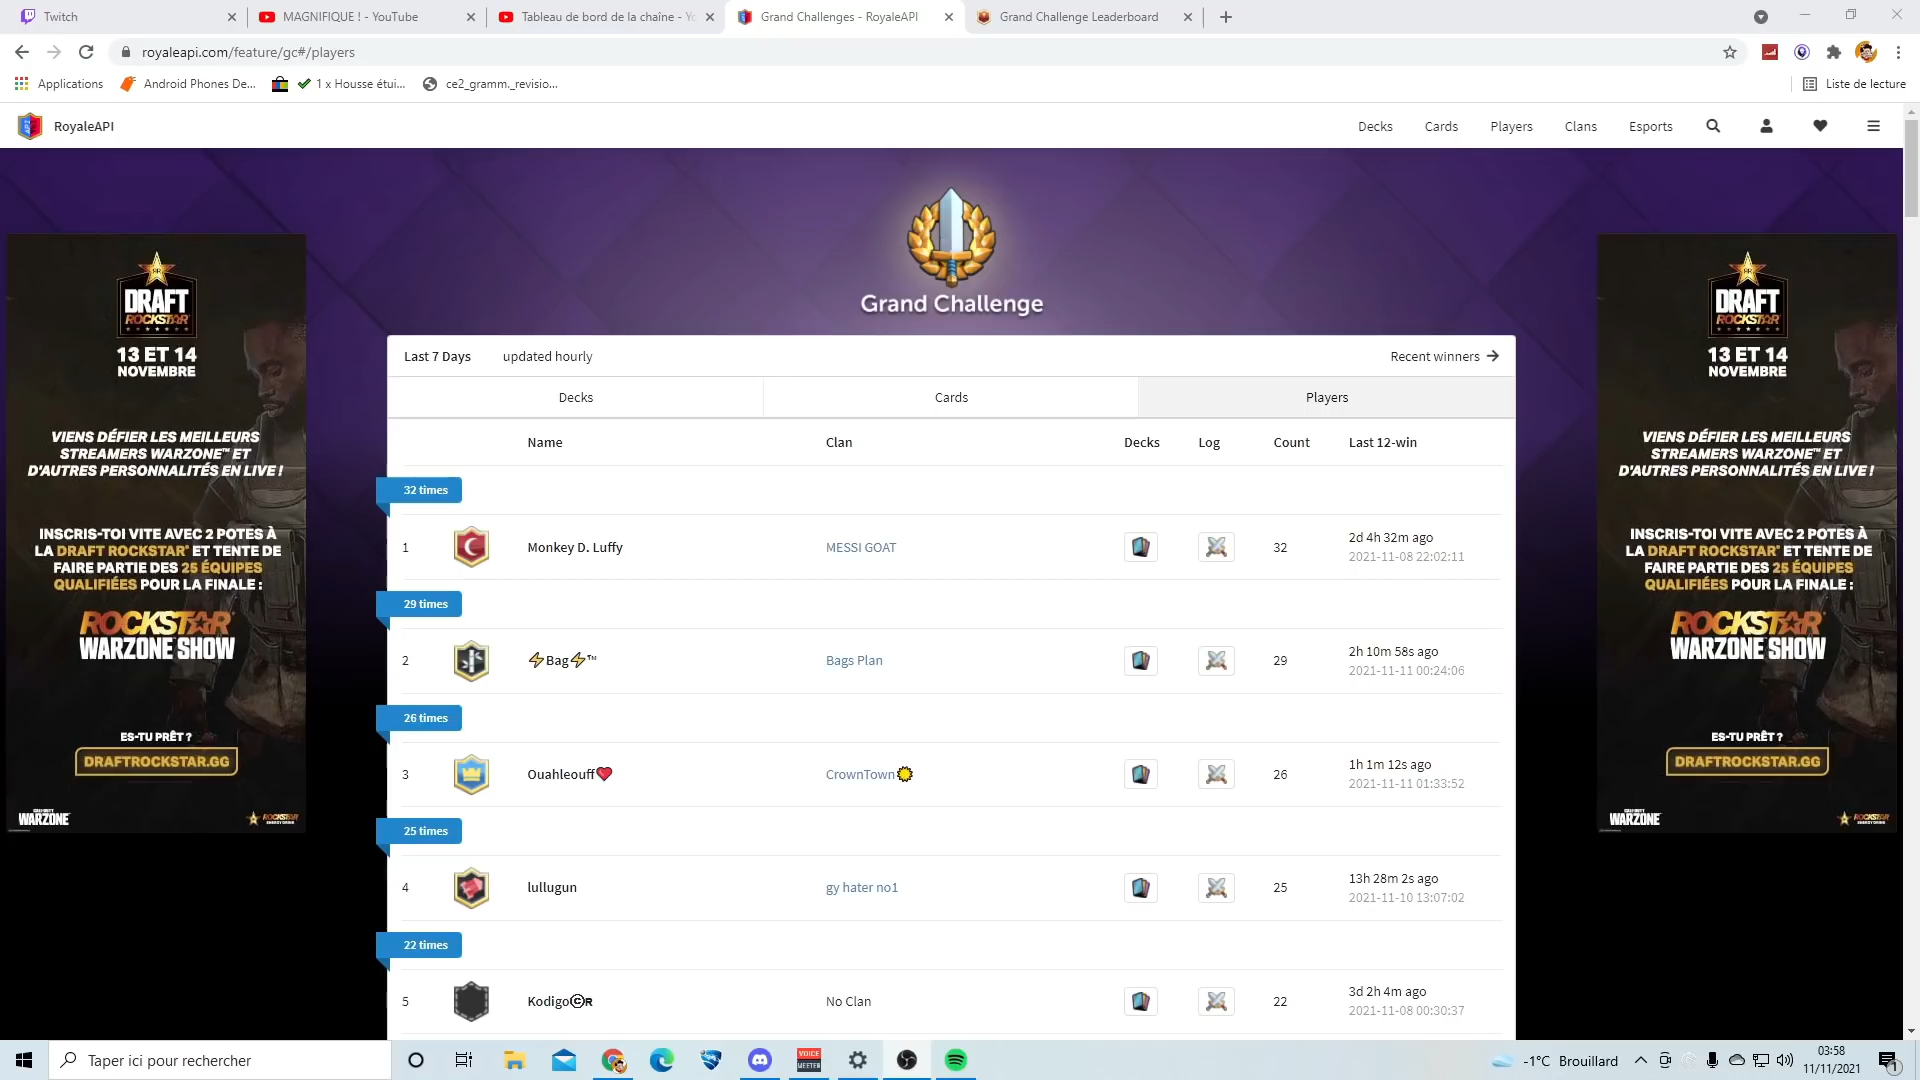 Twitch
MAGNIFIQUE ! - YouTube
Tableau de bord de la chaîne - Yo
Grand Challenges - RoyaleAPI
Grand Challenge Leaderboard
royaleapi.com/feature/gc#/players
Applications
Android Phones De...
1 x Housse étui...
ce2_gramm._revisio...
Liste de lecture
RoyaleAPI
Decks
Cards
Players
Clans
Esports
Grand Challenge
DRAFT
ROCKSTAR
13 ET 14
NOVEMBRE
VIENS DÉFIER LES MEILLEURS
STREAMERS WARZONE™ ET
D'AUTRES PERSONNALITÉS EN LIVE !
INSCRIS-TOI VITE AVEC 2 POTES À
LA DRAFT ROCKSTAR® ET TENTE DE
FAIRE PARTIE DES 25 ÉQUIPES
QUALIFIÉES POUR LA FINALE :
ROCKSTAR
WARZONE SHOW
ES-TU PRÊT ?
DRAFTROCKSTAR.GG
WARZONE
ROCKSTAR
Last 7 Days
updated hourly
Recent winners
Decks
Cards
Players
Name
Clan
Decks
Log
Count
Last 12-win
32 times
1
Monkey D. Luffy
MESSI GOAT
32
2d 4h 32m ago
2021-11-08 22:02:11
29 times
2
⚡Bag⚡™
Bags Plan
29
2h 10m 58s ago
2021-11-11 00:24:06
26 times
3
Ouahleouff❤
CrownTown
26
1h 1m 12s ago
2021-11-11 01:33:52
25 times
4
lullugun
gy hater no1
25
13h 28m 2s ago
2021-11-10 13:07:02
22 times
5
Kodigo©️ʀ
No Clan
22
3d 2h 4m ago
2021-11-08 00:30:37
DRAFT
ROCKSTAR
13 ET 14
NOVEMBRE
VIENS DÉFIER LES MEILLEURS
STREAMERS WARZONE™ ET
D'AUTRES PERSONNALITÉS EN LIVE !
INSCRIS-TOI VITE AVEC 2 POTES À
LA DRAFT ROCKSTAR® ET TENTE DE
FAIRE PARTIE DES 25 ÉQUIPES
QUALIFIÉES POUR LA FINALE :
ROCKSTAR
WARZONE SHOW
ES-TU PRÊT ?
DRAFTROCKSTAR.GG
WARZONE
ROCKSTAR
Taper ici pour rechercher
VOICE
MEETER
-1°C Brouillard
03:58
11/11/2021
1